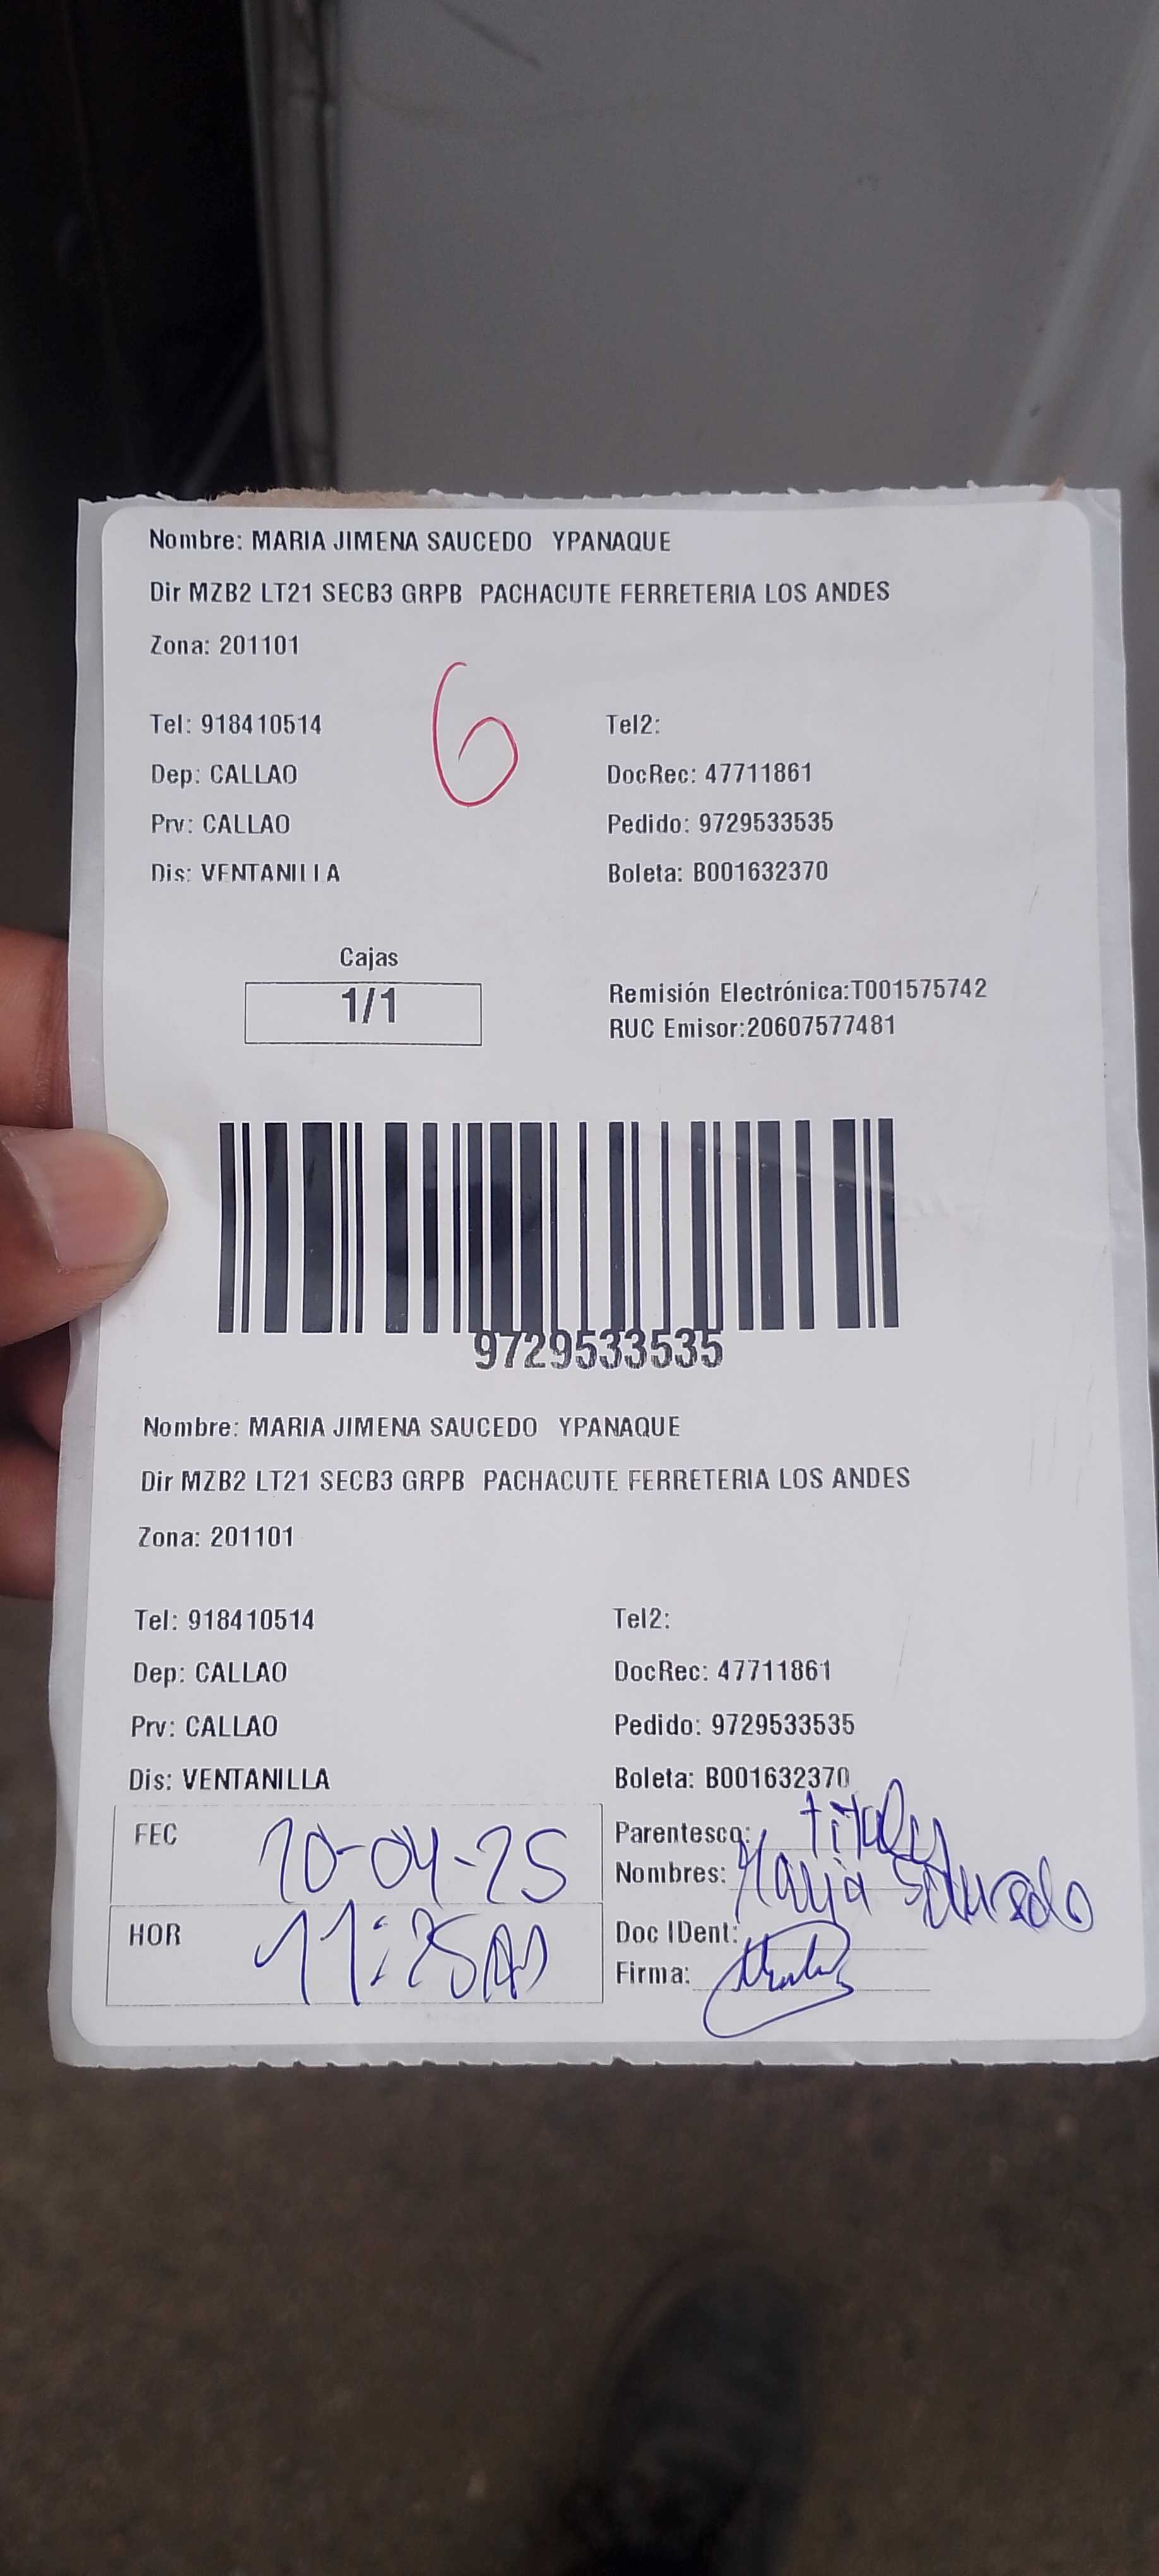 Nombre: MARIA JIMENA SAUCEDO YPANAQUE
Dir MZB2 LT21 SECB3 GRPB PACHACUTE FERRETERIA LOS ANDES
Zona: 201101
6
Tel: 918410514 Tel2:
Dep: CALLAO DocRec: 47711861
Prv: CALLAO Pedido: 9729533535
Dis: VENTANILLA Boleta: B001632370
Cajas
1/1
Remisión Electrónica:T001575742
RUC Emisor:20607577481
9729533535
Nombre: MARIA JIMENA SAUCEDO YPANAQUE
Dir MZB2 LT21 SECB3 GRPB PACHACUTE FERRETERIA LOS ANDES
Zona: 201101
Tel: 918410514 Tel2:
Dep: CALLAO DocRec: 47711861
Prv: CALLAO Pedido: 9729533535
Dis: VENTANILLA Boleta: B001632370
FEC
Parentesco:
Nombres: Maria Saucedo
HOR
Doc IDent:
Firma: